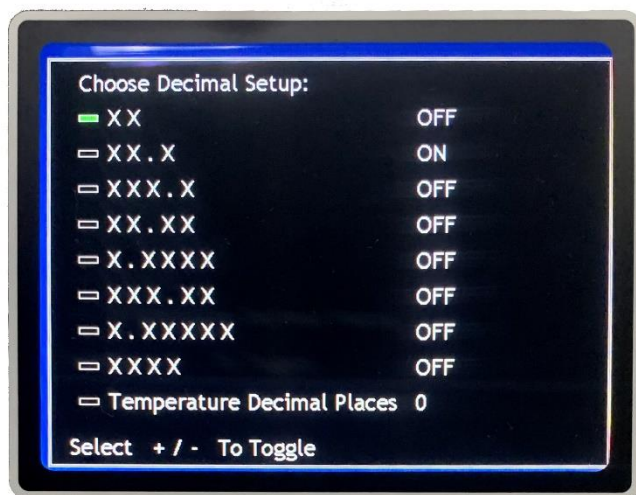 Choose Decimal Setup:
XX OFF
XX.X ON
XXX.X OFF
XX.XX OFF
X.XXXX OFF
XXX.XX OFF
X.XXXXX OFF
XXXX OFF
Temperature Decimal Places 0
Select + / - To Toggle